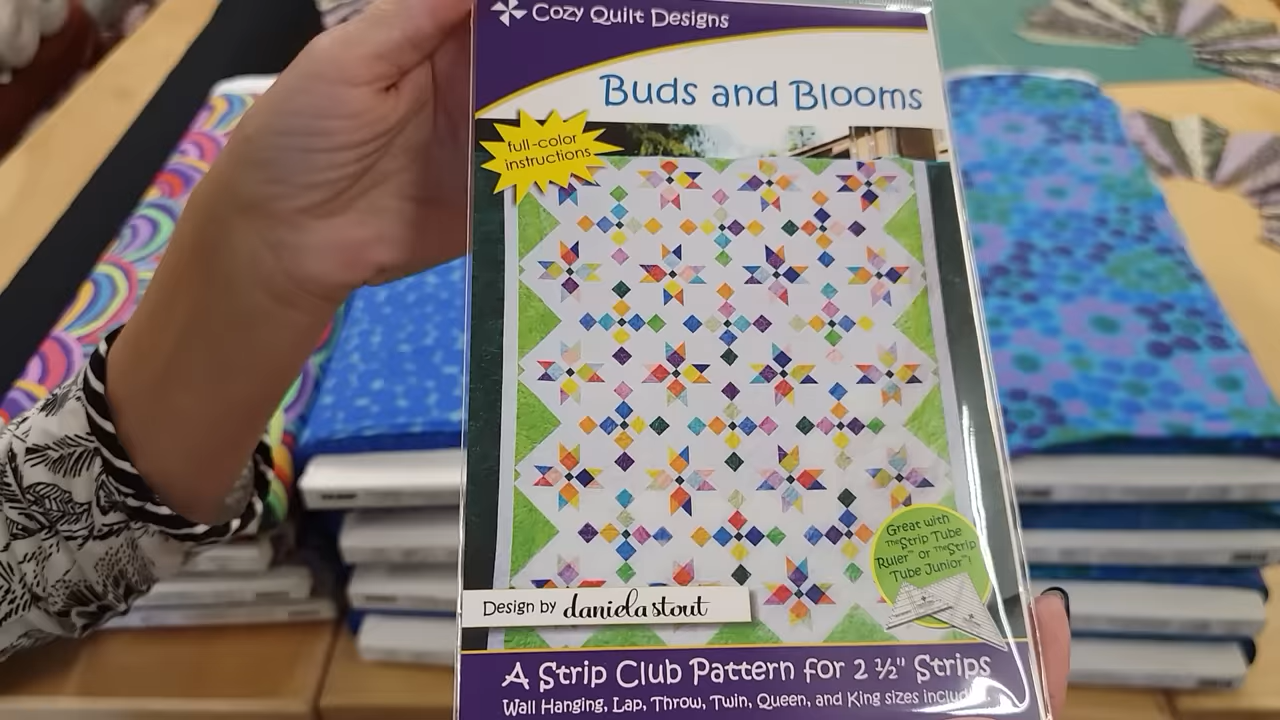 Cozy Quilt Designs
Buds and Blooms
full-color
instructions
Great with
The Strip Tube
Ruler™ or The Strip
Tube Junior™!
Design by daniela stout
A Strip Club Pattern for 2 ½" Strips
Wall Hanging, Lap, Throw, Twin, Queen, and King sizes